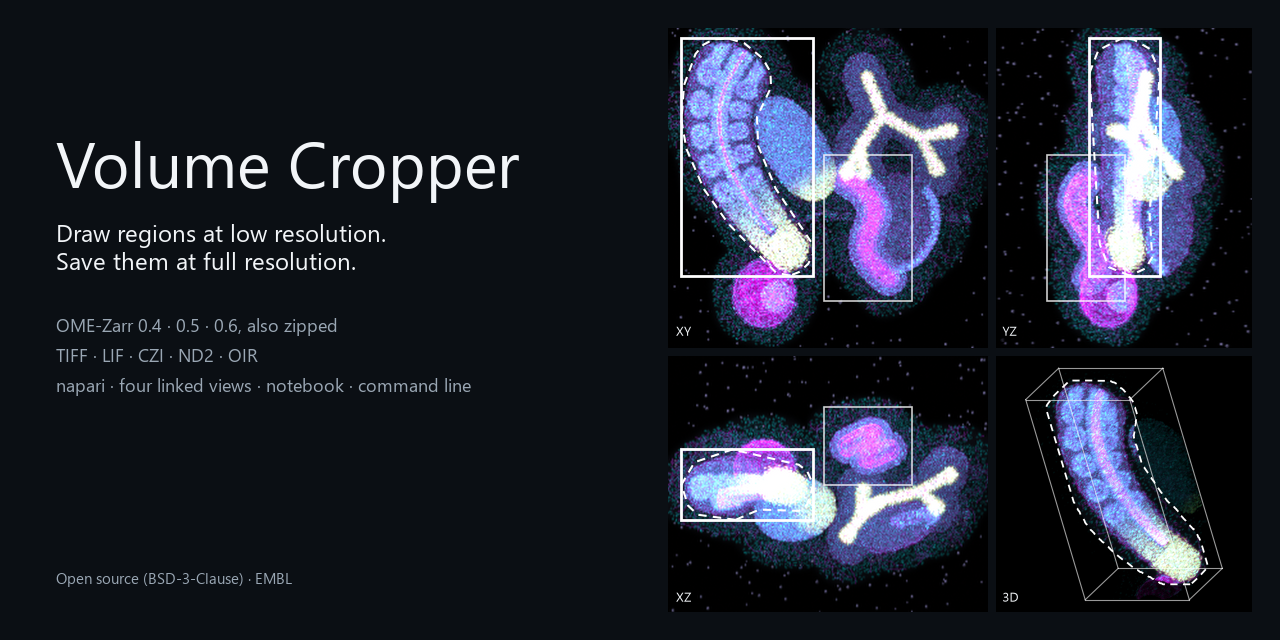 Volume Cropper
Draw regions at low resolution.
Save them at full resolution.
OME-Zarr 0.4 · 0.5 · 0.6, also zipped
TIFF · LIF · CZI · ND2 · OIR
napari · four linked views · notebook · command line
Open source (BSD-3-Clause) · EMBL
XY
YZ
XZ
3D